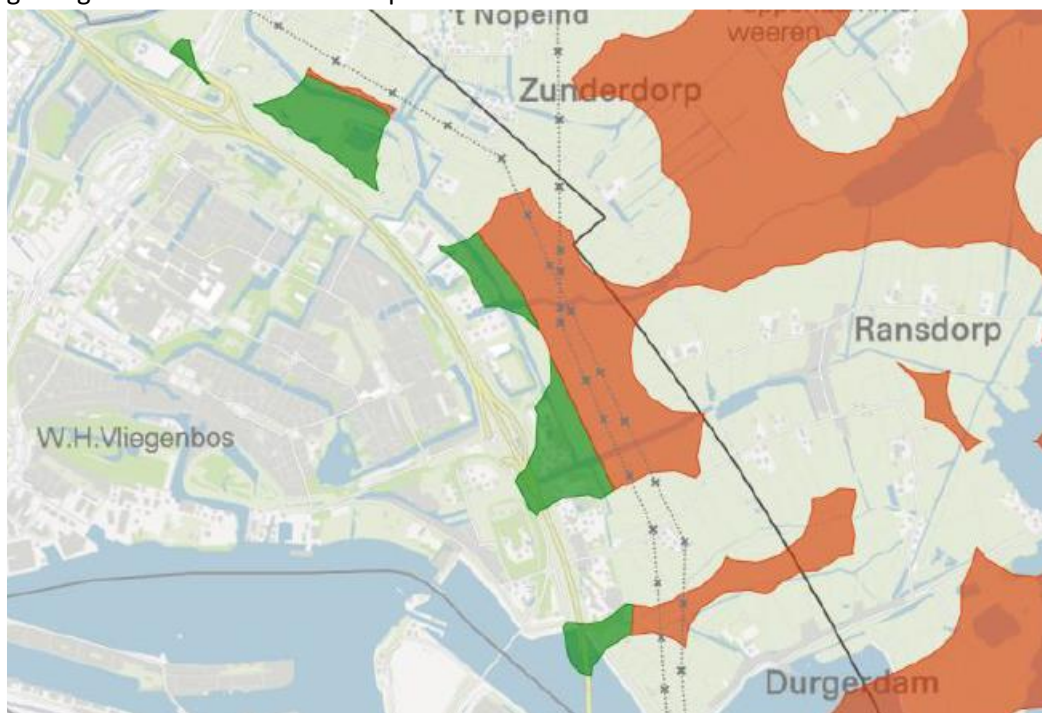 't Nopeind
weeren
Zunderdorp
Ransdorp
W.H.Vliegenbos
Durgerdam